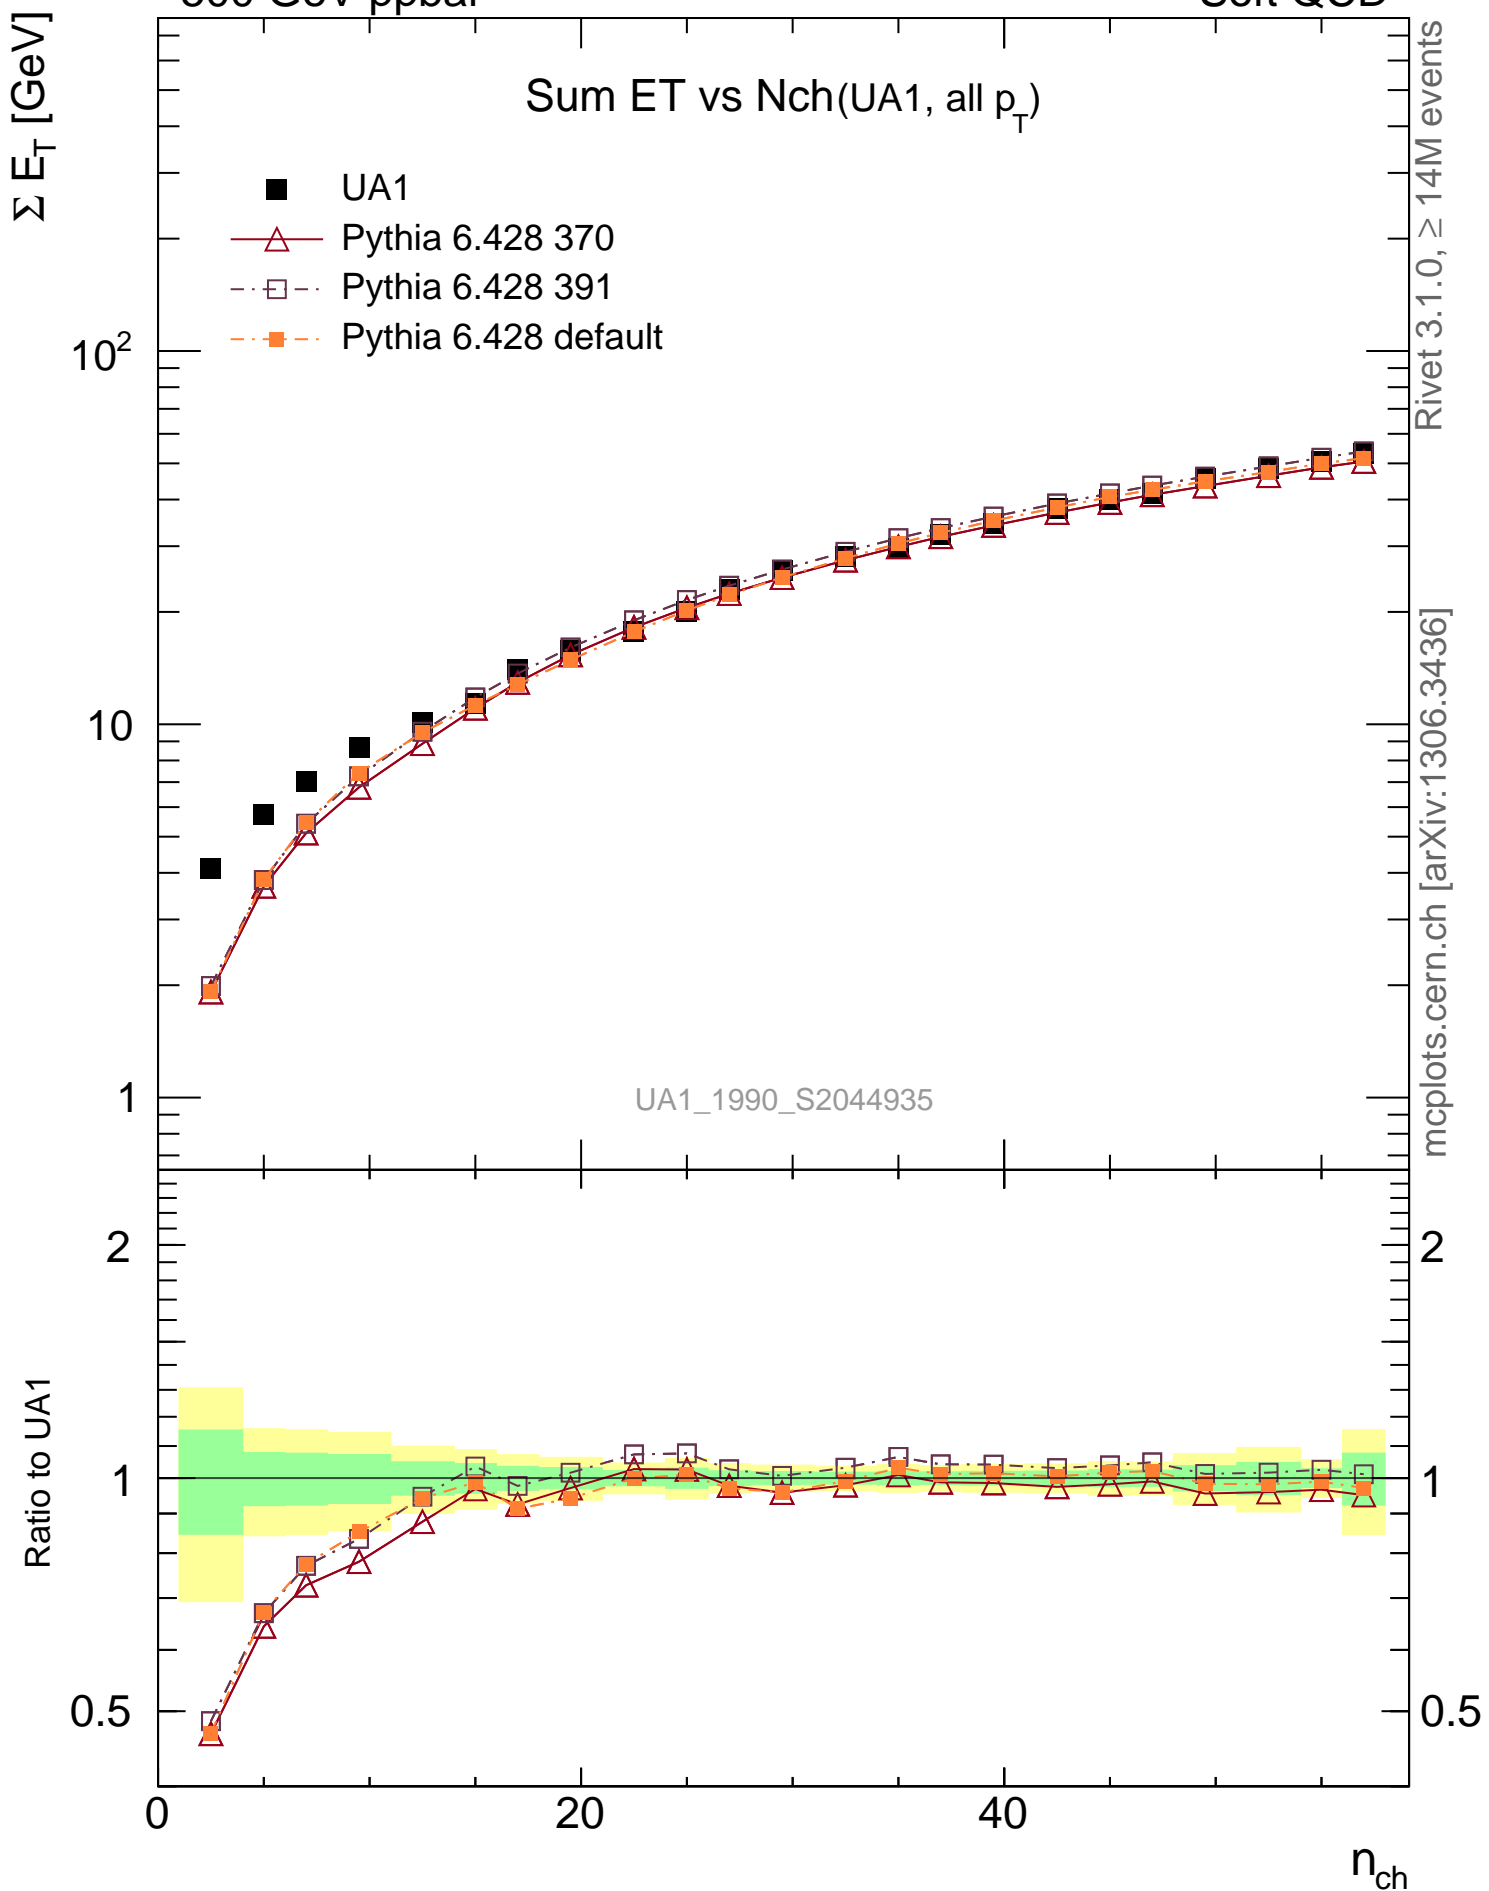 Σ E_T [GeV]
Sum ET vs Nch (UA1, all p_T)
UA1
Pythia 6.428 370
Pythia 6.428 391
Pythia 6.428 default
10²
10
1
UA1_1990_S2044935
Rivet 3.1.0, ≥ 14M events
mcplots.cern.ch [arXiv:1306.3436]
Ratio to UA1
2
1
0.5
2
1
0.5
0
20
40
n_ch